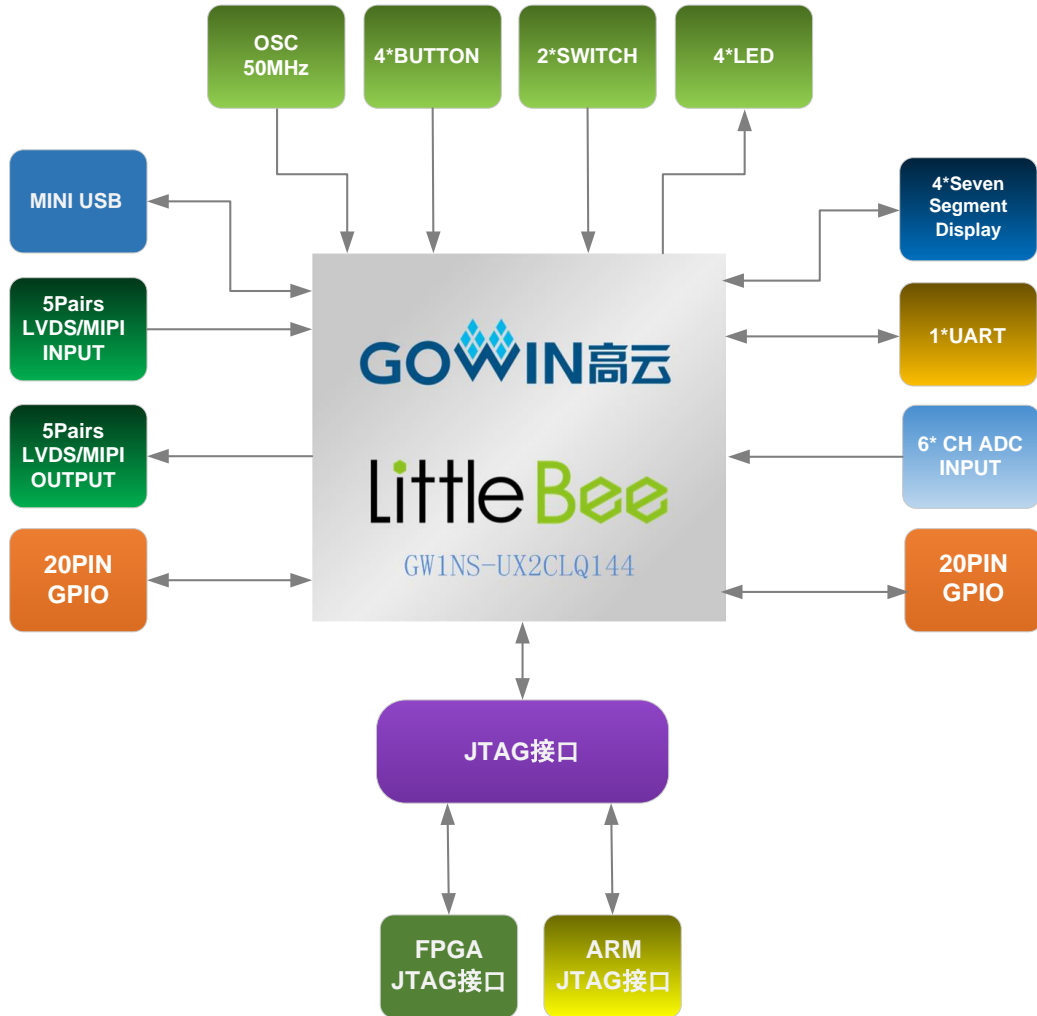 OSC
50MHz
4*BUTTON
2*SWITCH
4*LED
MINI USB
4*Seven
Segment
Display
5Pairs
LVDS/MIPI
INPUT
1*UART
GOWIN高云
5Pairs
LVDS/MIPI
OUTPUT
6* CH ADC
INPUT
Little Bee
GW1NS-UX2CLQ144
20PIN
GPIO
20PIN
GPIO
JTAG接口
FPGA
JTAG接口
ARM
JTAG接口